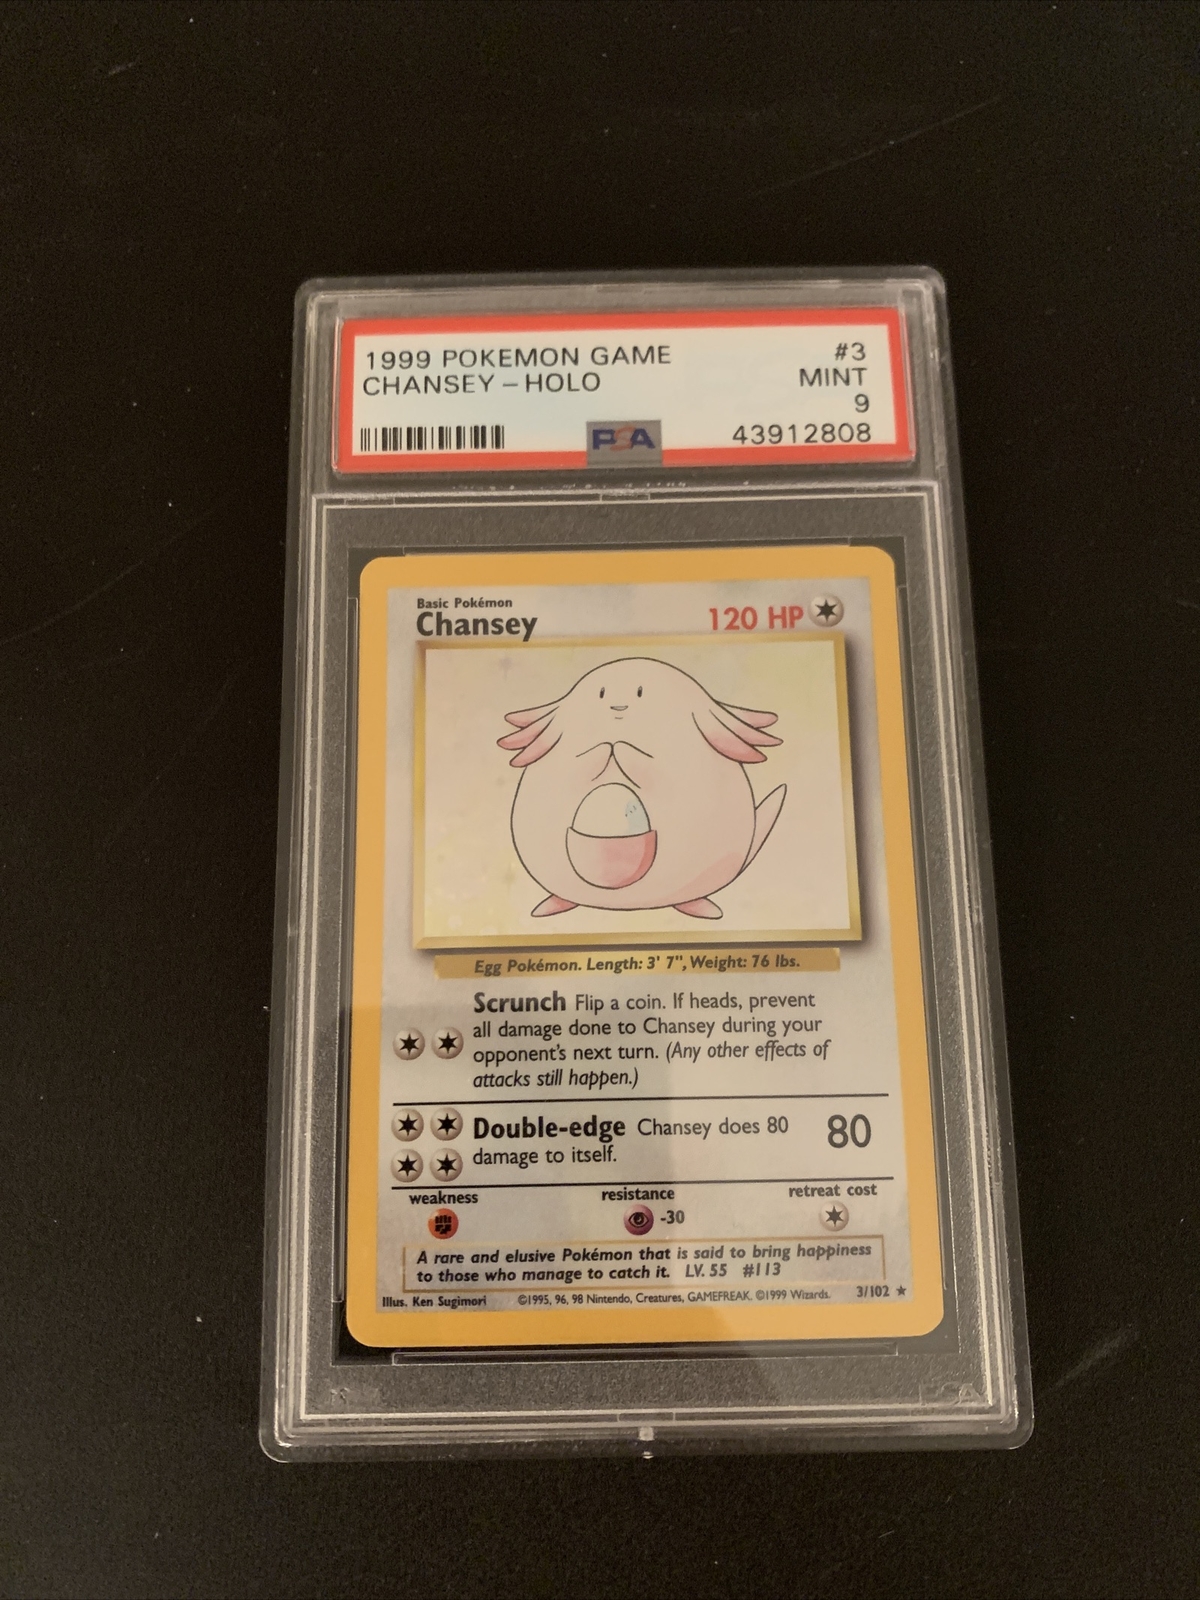 1999 POKEMON GAME #3
CHANSEY – HOLO MINT
9
PSA 43912808
Basic Pokémon
Chansey 120 HP
Egg Pokémon. Length: 3' 7", Weight: 76 lbs.
Scrunch Flip a coin. If heads, prevent
all damage done to Chansey during your
opponent's next turn. (Any other effects of
attacks still happen.)
Double-edge Chansey does 80 80
damage to itself.
weakness resistance retreat cost
-30
A rare and elusive Pokémon that is said to bring happiness
to those who manage to catch it. LV. 55 #113
Illus. Ken Sugimori ©1995, 96, 98 Nintendo, Creatures, GAMEFREAK. ©1999 Wizards. 3/102
PSA